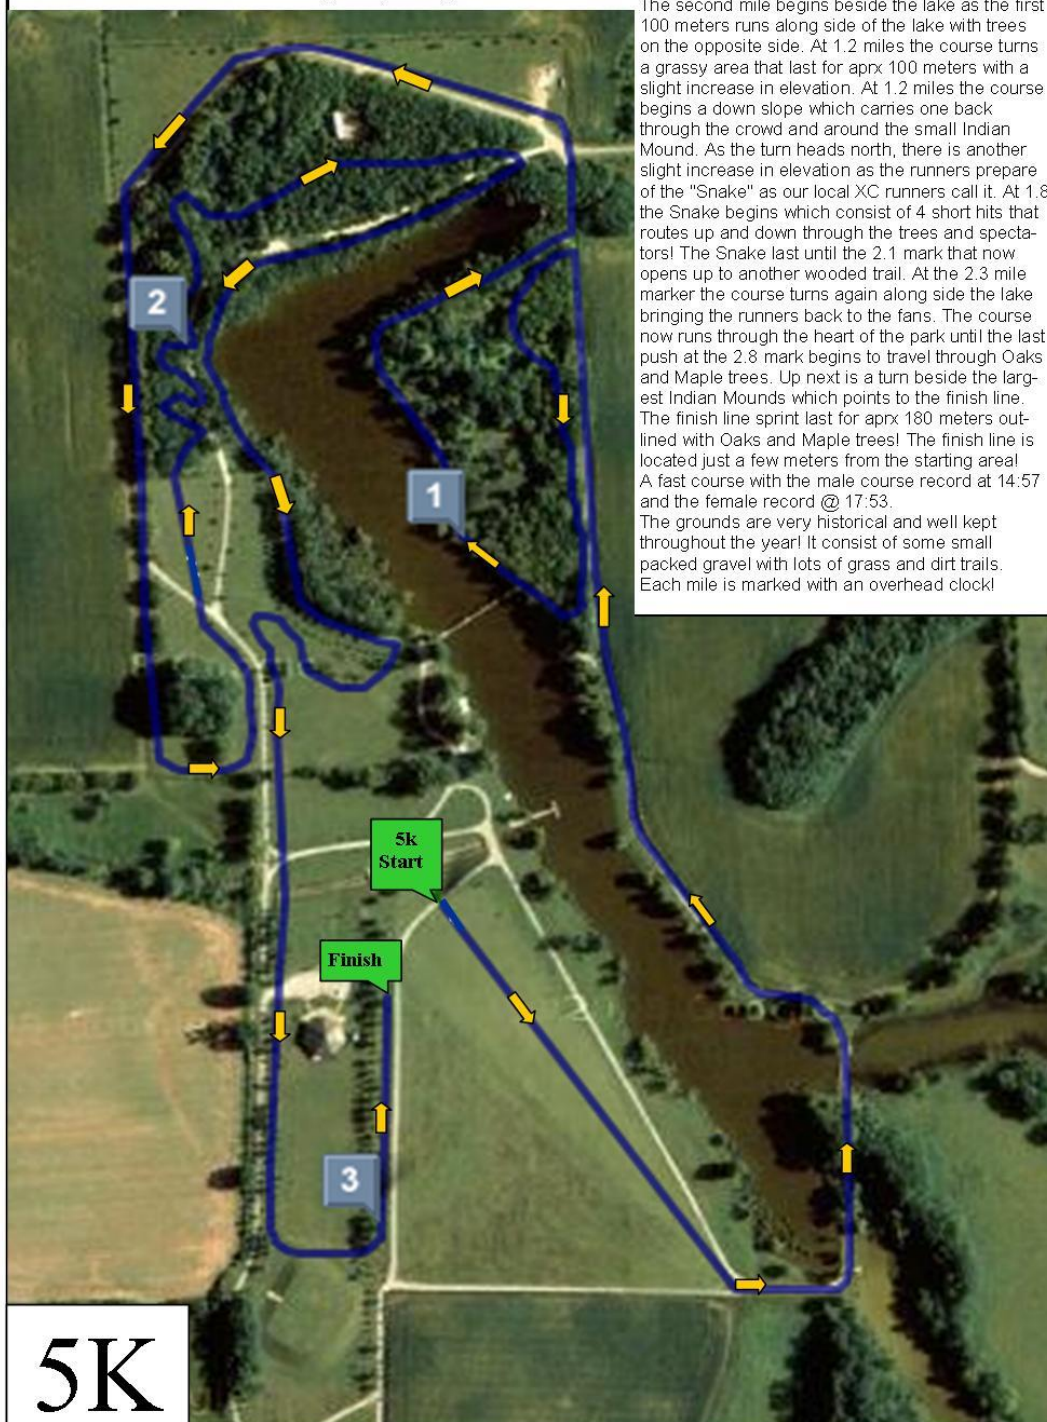 The second mile begins beside the lake as the first
100 meters runs along side of the lake with trees
on the opposite side. At 1.2 miles the course turns
a grassy area that last for aprx 100 meters with a
slight increase in elevation. At 1.2 miles the course
begins a down slope which carries one back
through the crowd and around the small Indian
Mound. As the turn heads north, there is another
slight increase in elevation as the runners prepare
of the "Snake" as our local XC runners call it. At 1.8
the Snake begins which consist of 4 short hits that
routes up and down through the trees and specta-
tors! The Snake last until the 2.1 mark that now
opens up to another wooded trail. At the 2.3 mile
marker the course turns again along side the lake
bringing the runners back to the fans. The course
now runs through the heart of the park until the last
push at the 2.8 mark begins to travel through Oaks
and Maple trees. Up next is a turn beside the larg-
est Indian Mounds which points to the finish line.
The finish line sprint last for aprx 180 meters out-
lined with Oaks and Maple trees! The finish line is
located just a few meters from the starting area!
A fast course with the male course record at 14:57
and the female record @ 17:53.
The grounds are very historical and well kept
throughout the year! It consist of some small
packed gravel with lots of grass and dirt trails.
Each mile is marked with an overhead clock!
2
1
5k
Start
Finish
3
5K